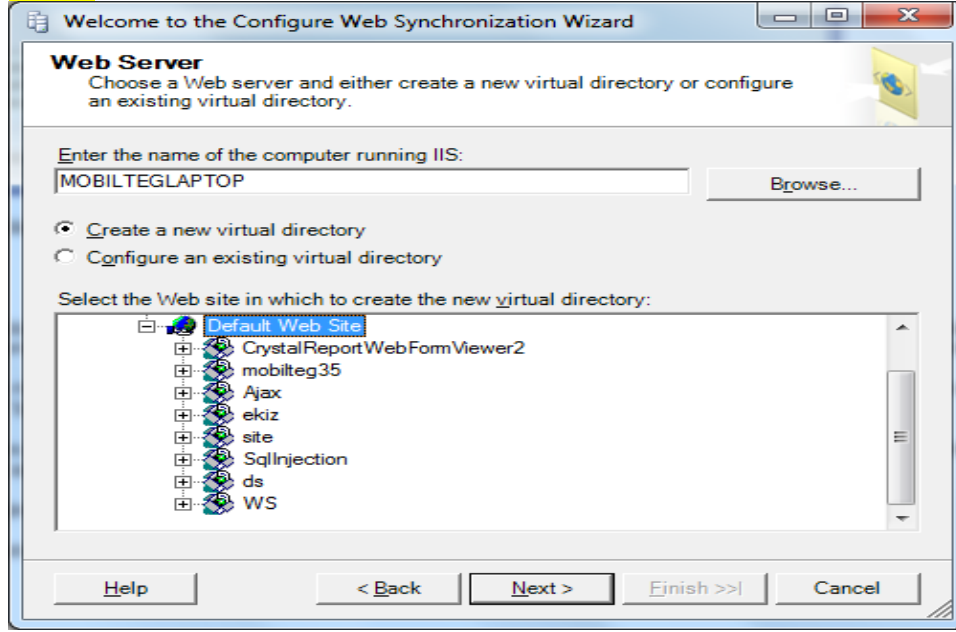 Welcome to the Configure Web Synchronization Wizard
Web Server
Choose a Web server and either create a new virtual directory or configure
an existing virtual directory.
Enter the name of the computer running IIS:
MOBILTEGLAPTOP
Browse...
Create a new virtual directory
Configure an existing virtual directory
Select the Web site in which to create the new virtual directory:
Default Web Site
CrystalReportWebFormViewer2
mobilteg35
Ajax
ekiz
site
SqlInjection
ds
WS
Help
< Back
Next >
Finish >>|
Cancel